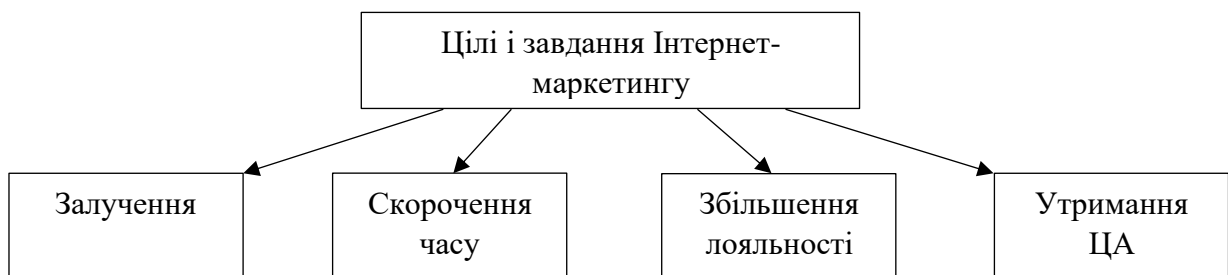 Цілі і завдання Інтернет-
маркетингу
Залучення
Скорочення
часу
Збільшення
лояльності
Утримання
ЦА